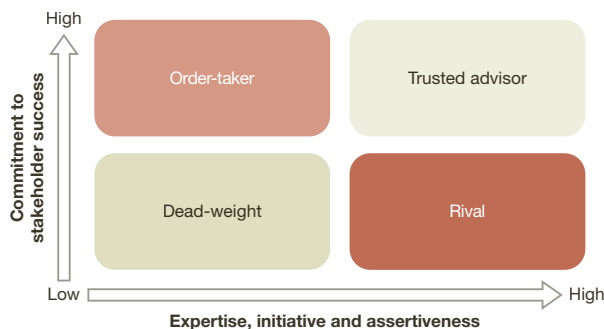 High
Order-taker
Trusted advisor
Commitment to
stakeholder success
Dead-weight
Rival
Low
High
Expertise, initiative and assertiveness